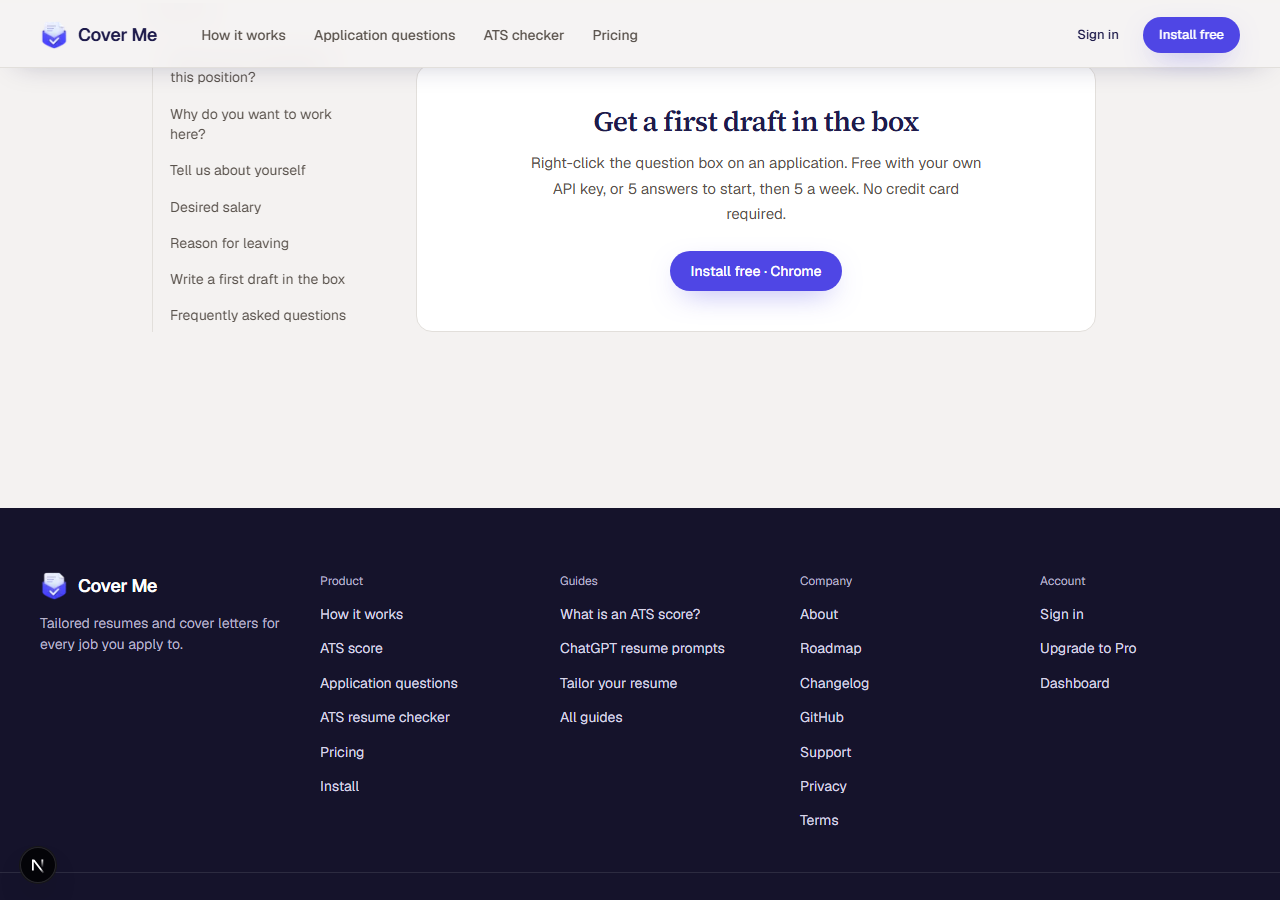 Cover Me
How it works
Application questions
ATS checker
Pricing
Sign in
Install free
this position?
Why do you want to work
here?
Tell us about yourself
Desired salary
Reason for leaving
Write a first draft in the box
Frequently asked questions
Get a first draft in the box
Right-click the question box on an application. Free with your own
API key, or 5 answers to start, then 5 a week. No credit card
required.
Install free · Chrome
Cover Me
Tailored resumes and cover letters for
every job you apply to.
Product
How it works
ATS score
Application questions
ATS resume checker
Pricing
Install
Guides
What is an ATS score?
ChatGPT resume prompts
Tailor your resume
All guides
Company
About
Roadmap
Changelog
GitHub
Support
Privacy
Terms
Account
Sign in
Upgrade to Pro
Dashboard
N